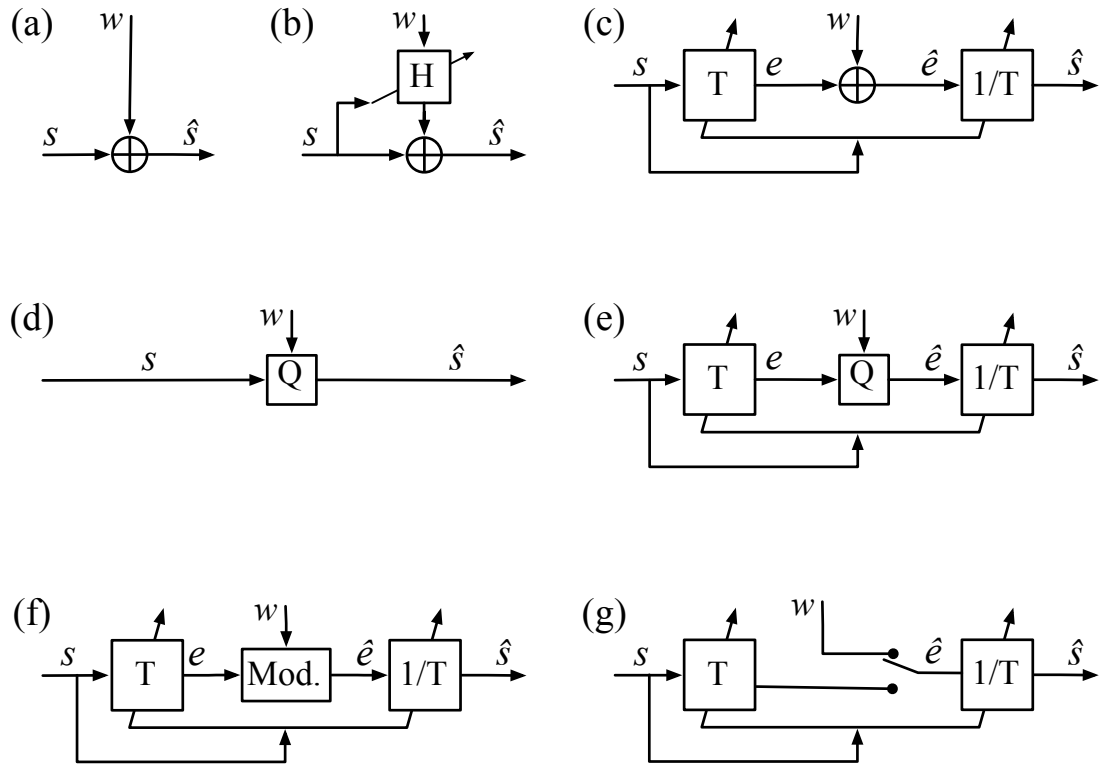 (a) w s ŝ
(b) w H s ŝ
(c) s T e w ê 1/T ŝ
(d) s w Q ŝ
(e) s T e w Q ê 1/T ŝ
(f) s T e w Mod. ê 1/T ŝ
(g) s T w ê 1/T ŝ